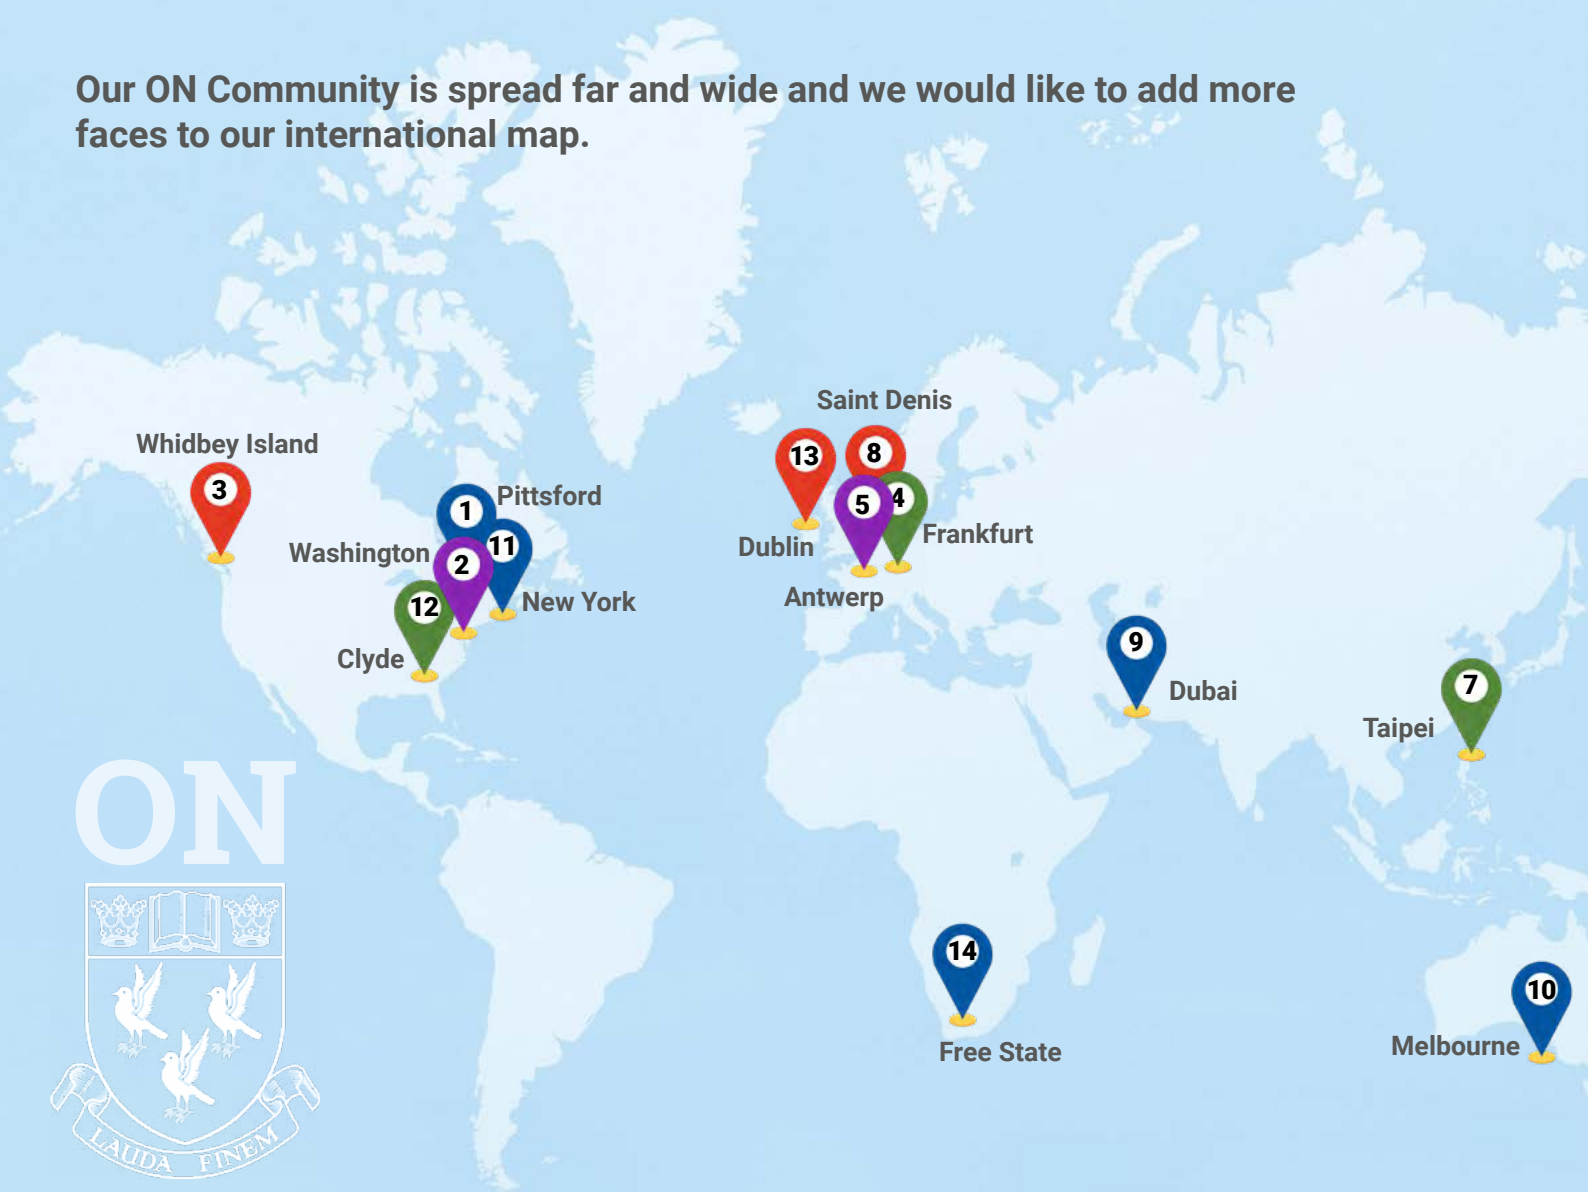 Our ON Community is spread far and wide and we would like to add more
faces to our international map.
Saint Denis
Whidbey Island
13
8
3
Pittsford
1
5
4
Washington
11
Frankfurt
Dublin
2
Antwerp
12
New York
Clyde
9
Dubai
7
Taipei
ON
14
10
Melbourne
Free State
LAUDA FINEM